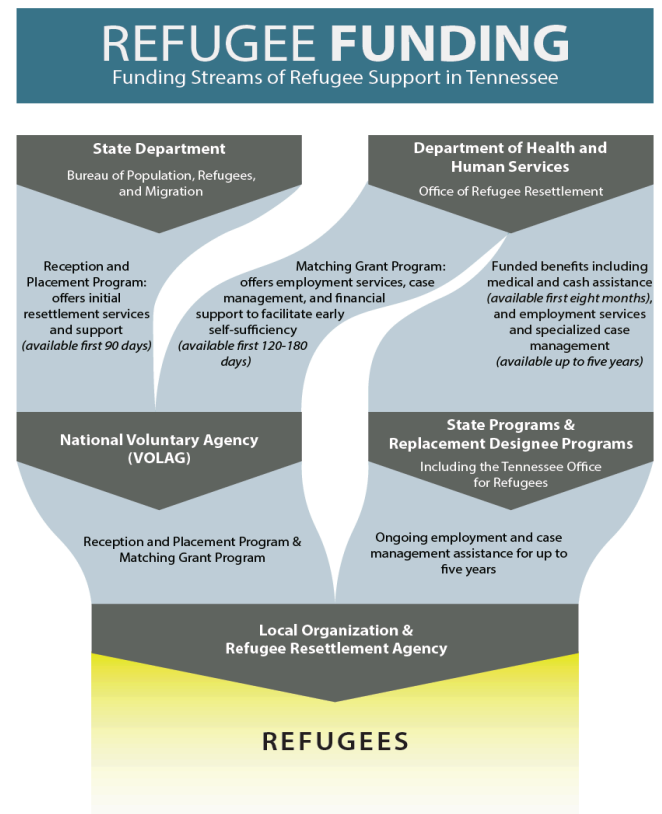 REFUGEE FUNDING
Funding Streams of Refugee Support in Tennessee
State Department
Bureau of Population, Refugees,
and Migration
Department of Health and
Human Services
Office of Refugee Resettlement
Reception and
Placement Program:
offers initial
resettlement services
and support
(available first 90 days)
Matching Grant Program:
offers employment services, case
management, and financial
support to facilitate early
self-sufficiency
(available first 120-180
days)
Funded benefits including
medical and cash assistance
(available first eight months),
and employment services
and specialized case
management
(available up to five years)
National Voluntary Agency
(VOLAG)
State Programs &
Replacement Designee Programs
Including the Tennessee Office
for Refugees
Reception and Placement Program &
Matching Grant Program
Ongoing employment and case
management assistance for up to
five years
Local Organization &
Refugee Resettlement Agency
REFUGEES